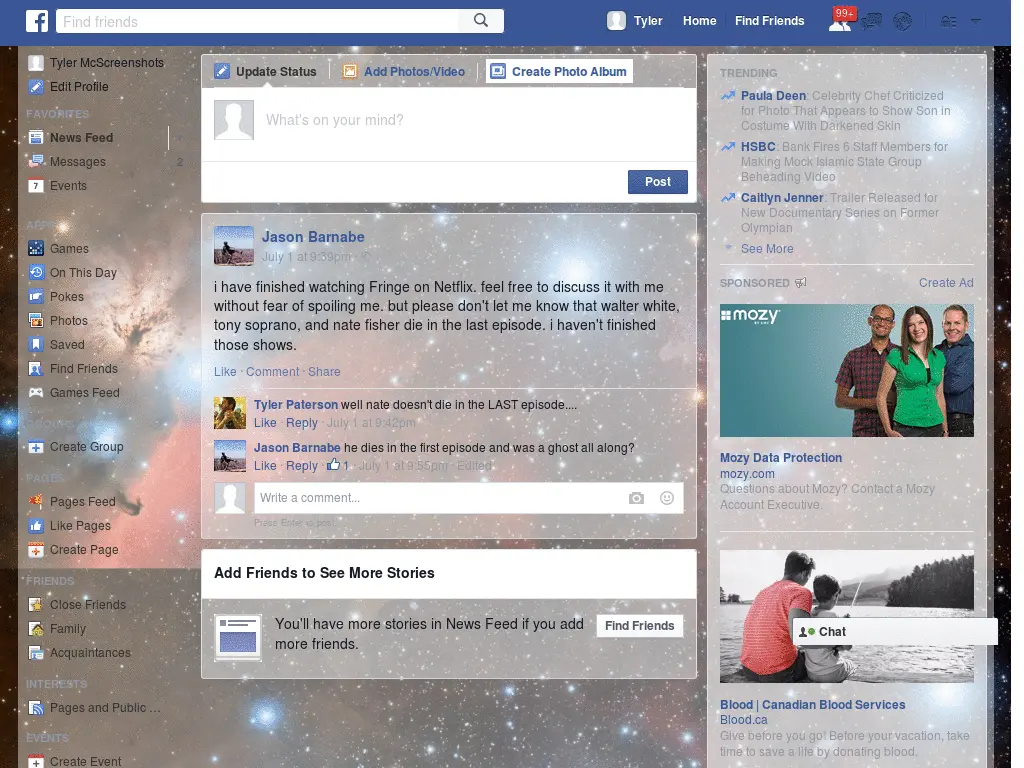 Find friends
Tyler
Home
Find Friends
99+
Tyler McScreenshots
Edit Profile
FAVORITES
News Feed
Messages
2
Events
APPS
Games
On This Day
Pokes
Photos
Saved
Find Friends
Games Feed
GROUPS
Create Group
PAGES
Pages Feed
Like Pages
Create Page
FRIENDS
Close Friends
Family
Acquaintances
INTERESTS
Pages and Public ...
EVENTS
Create Event
Update Status
Add Photos/Video
Create Photo Album
What's on your mind?
Post
Jason Barnabe
July 1 at 9:39pm ·
i have finished watching Fringe on Netflix. feel free to discuss it with me
without fear of spoiling me. but please don't let me know that walter white,
tony soprano, and nate fisher die in the last episode. i haven't finished
those shows.
Like · Comment · Share
Tyler Paterson well nate doesn't die in the LAST episode....
Like · Reply · July 1 at 9:42pm
Jason Barnabe he dies in the first episode and was a ghost all along?
Like · Reply · 1 · July 1 at 9:55pm · Edited
Write a comment...
Press Enter to post.
Add Friends to See More Stories
You'll have more stories in News Feed if you add
more friends.
Find Friends
TRENDING
Paula Deen: Celebrity Chef Criticized
for Photo That Appears to Show Son in
Costume With Darkened Skin
HSBC: Bank Fires 6 Staff Members for
Making Mock Islamic State Group
Beheading Video
Caitlyn Jenner: Trailer Released for
New Documentary Series on Former
Olympian
See More
SPONSORED
Create Ad
mozy
Mozy Data Protection
mozy.com
Questions about Mozy? Contact a Mozy
Account Executive.
Chat
Blood | Canadian Blood Services
Blood.ca
Give before you go! Before your vacation, take
time to save a life by donating blood.